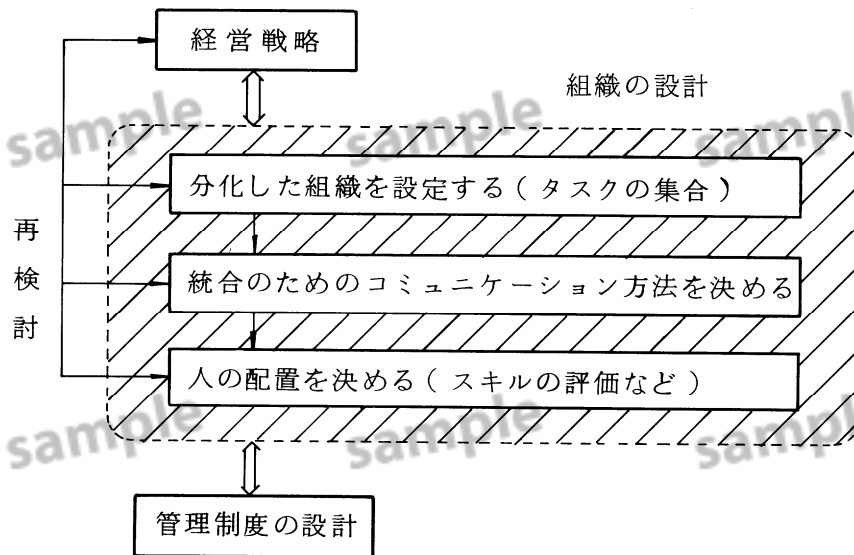 経営戦略
組織の設計
sample sample sample
分化した組織を設定する(タスクの集合)
再検討
統合のためのコミュニケーション方法を決める
人の配置を決める(スキルの評価など)
sample sample sample
管理制度の設計